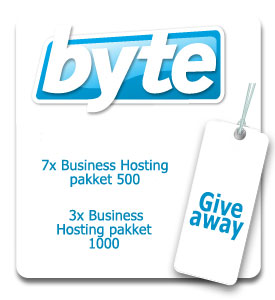 byte
7x Business Hosting
pakket 500
3x Business
Hosting pakket
1000
Give
away